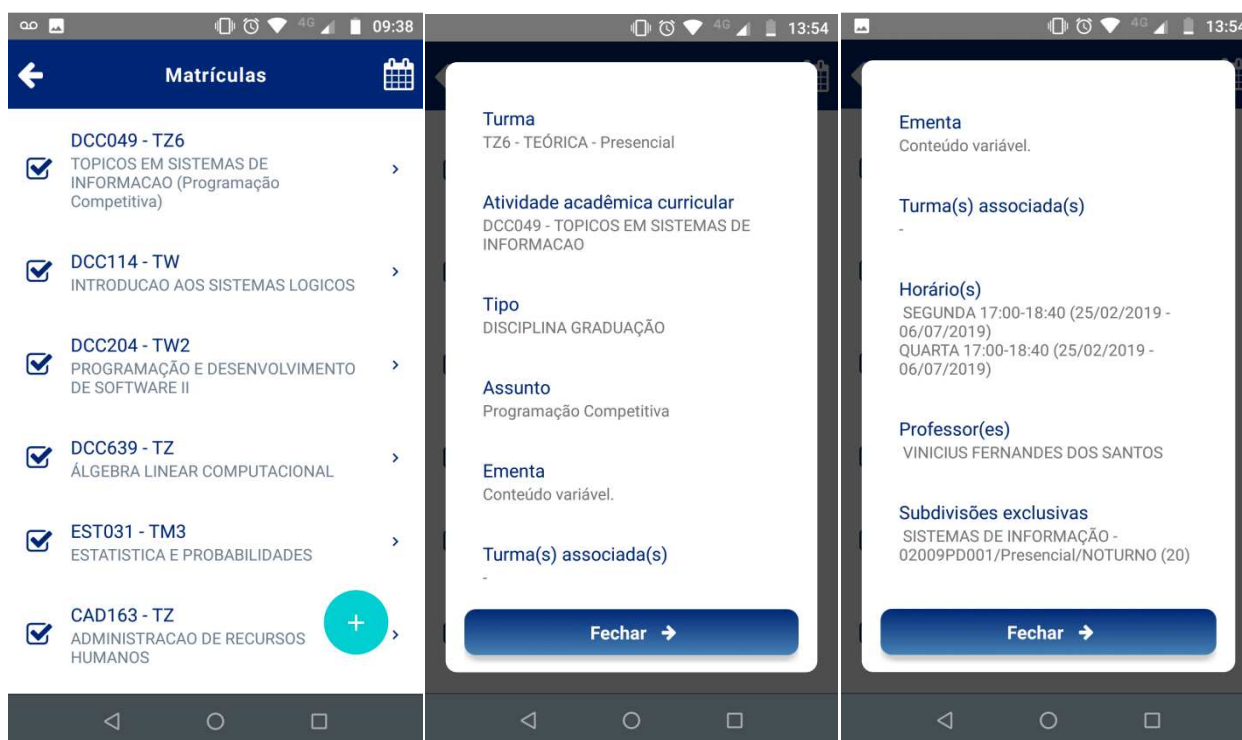 4G 09:38
Matrículas
DCC049 - TZ6
TOPICOS EM SISTEMAS DE
INFORMACAO (Programação
Competitiva)
DCC114 - TW
INTRODUCAO AOS SISTEMAS LOGICOS
DCC204 - TW2
PROGRAMAÇÃO E DESENVOLVIMENTO
DE SOFTWARE II
DCC639 - TZ
ÁLGEBRA LINEAR COMPUTACIONAL
EST031 - TM3
ESTATISTICA E PROBABILIDADES
CAD163 - TZ
ADMINISTRACAO DE RECURSOS
HUMANOS
+
4G 13:54
Turma
TZ6 - TEÓRICA - Presencial
Atividade acadêmica curricular
DCC049 - TOPICOS EM SISTEMAS DE
INFORMACAO
Tipo
DISCIPLINA GRADUAÇÃO
Assunto
Programação Competitiva
Ementa
Conteúdo variável.
Turma(s) associada(s)
-
Fechar
4G 13:54
Ementa
Conteúdo variável.
Turma(s) associada(s)
-
Horário(s)
SEGUNDA 17:00-18:40 (25/02/2019 -
06/07/2019)
QUARTA 17:00-18:40 (25/02/2019 -
06/07/2019)
Professor(es)
VINICIUS FERNANDES DOS SANTOS
Subdivisões exclusivas
SISTEMAS DE INFORMAÇÃO -
02009PD001/Presencial/NOTURNO (20)
Fechar